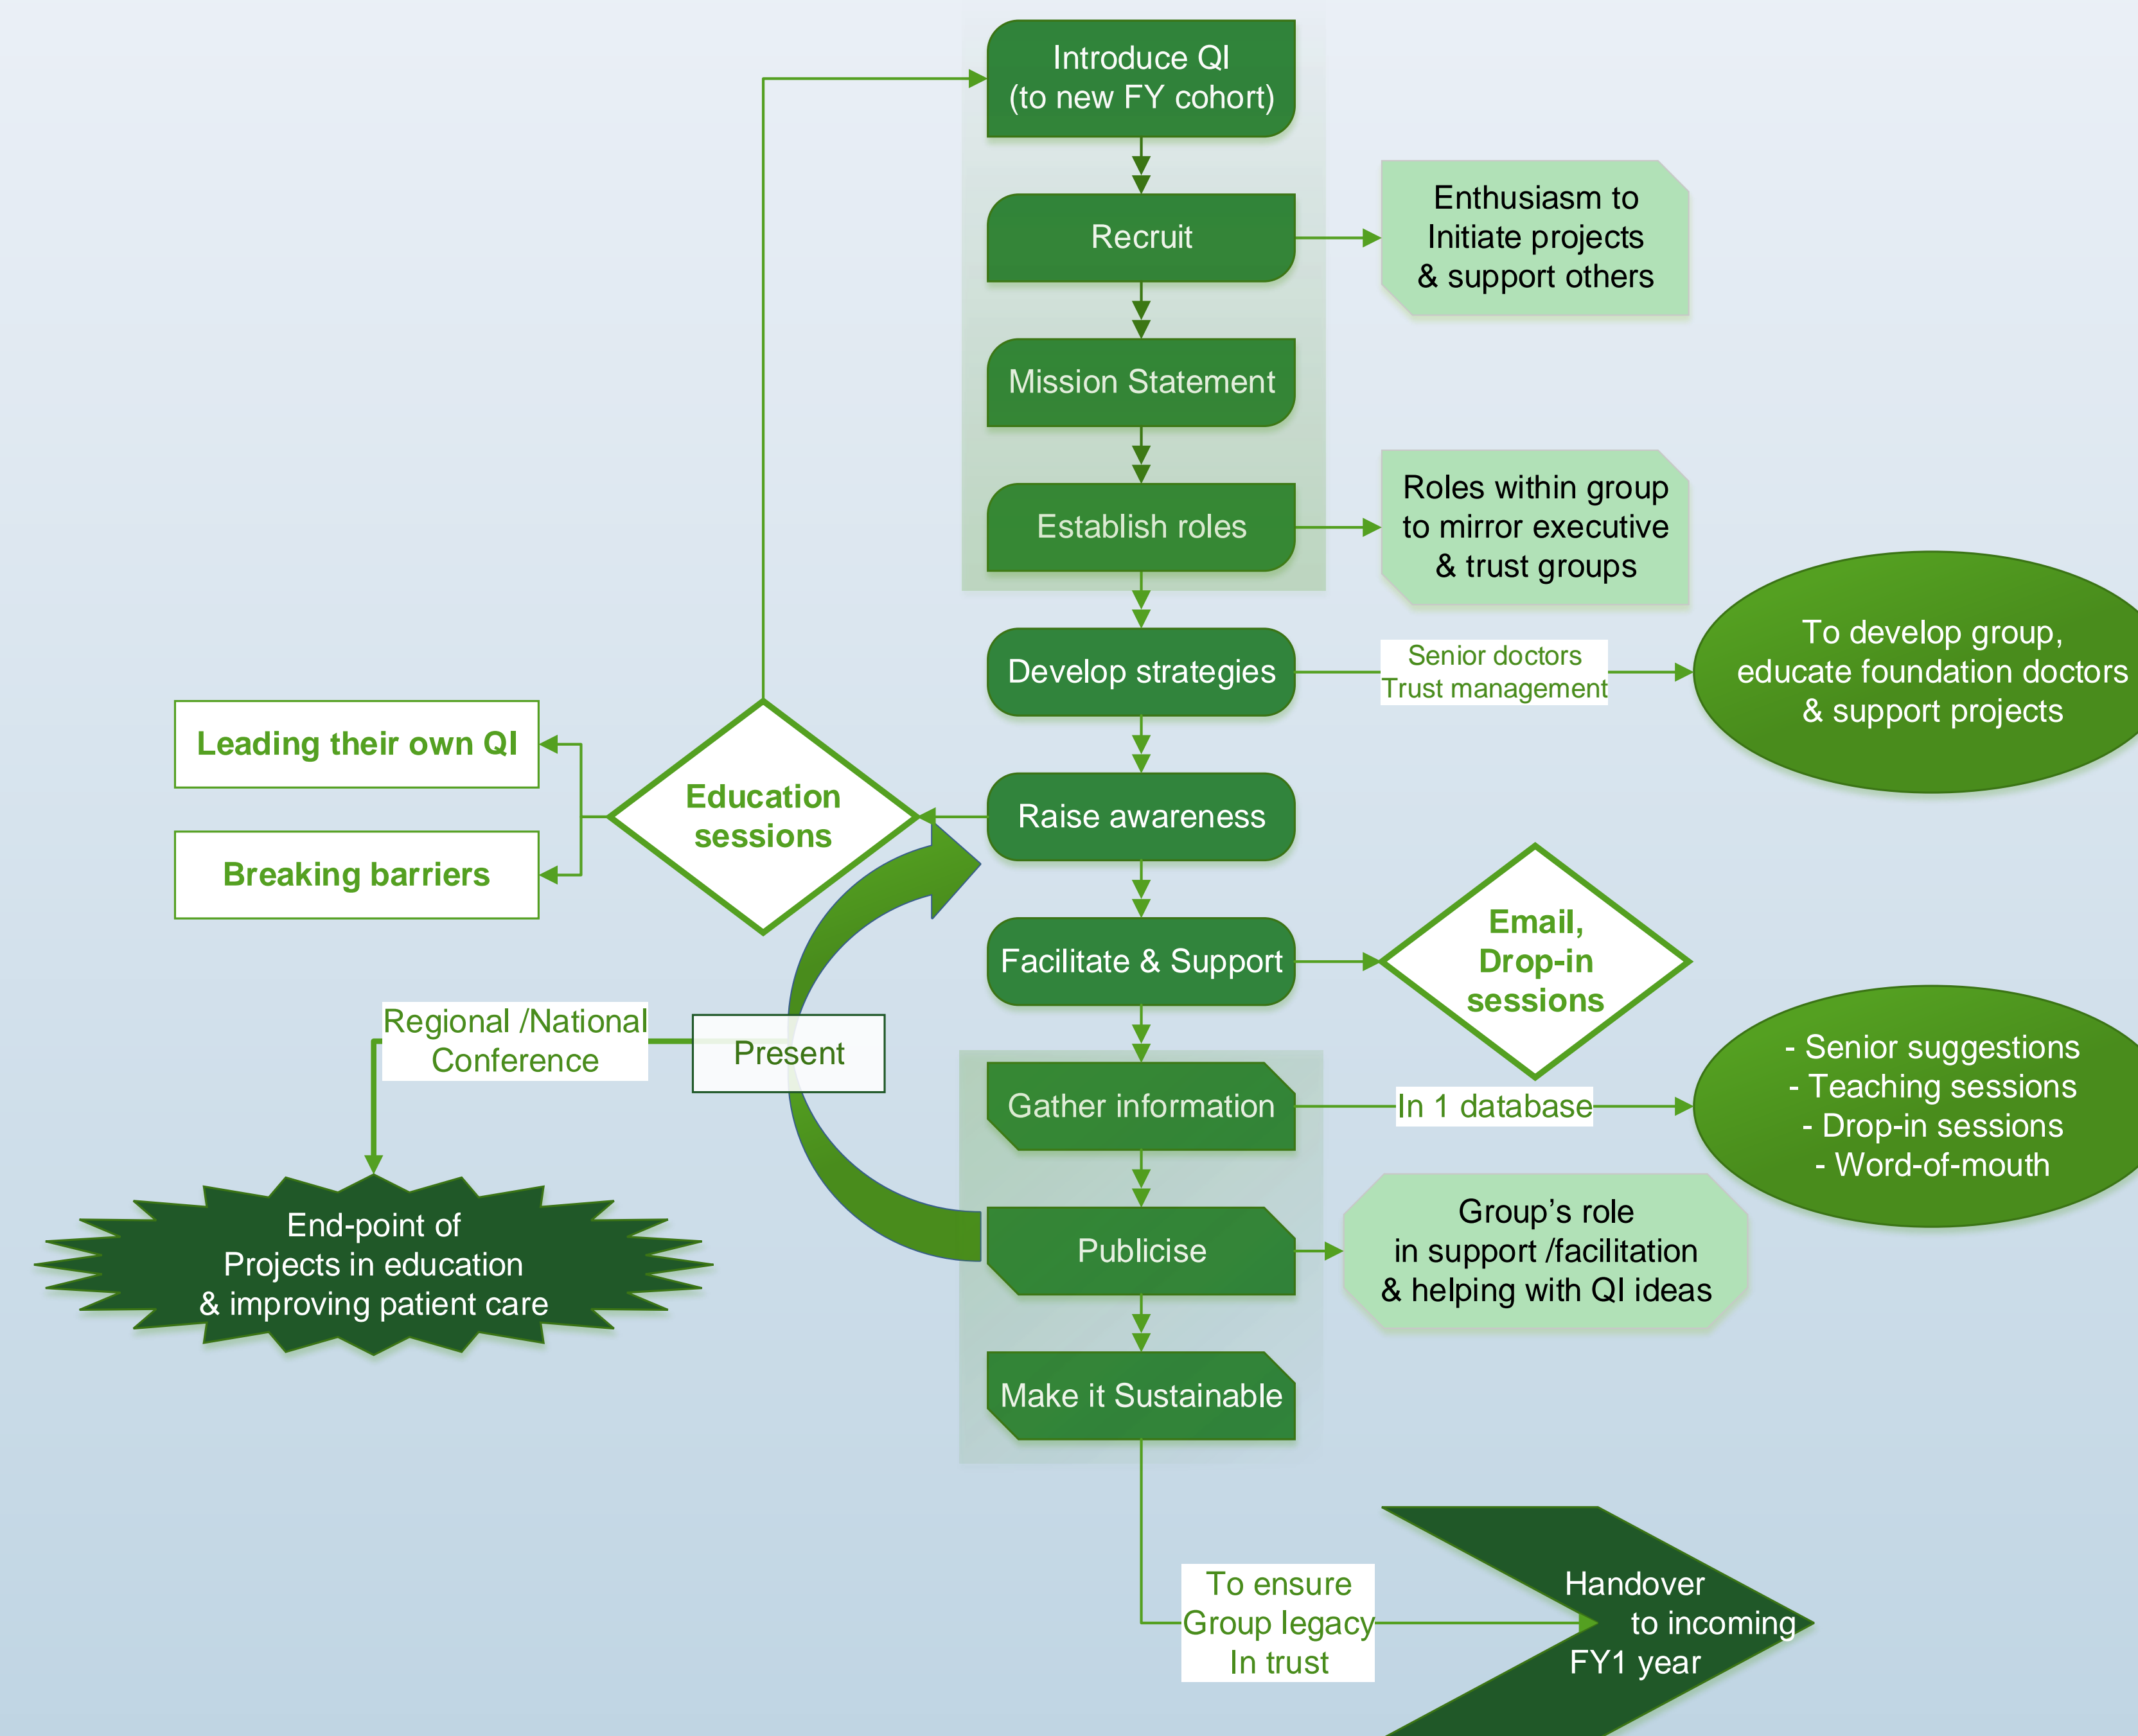 Introduce QI
(to new FY cohort)
Recruit
Enthusiasm to
Initiate projects
& support others
Mission Statement
Establish roles
Roles within group
to mirror executive
& trust groups
Develop strategies
Senior doctors
Trust management
To develop group,
educate foundation doctors
& support projects
Leading their own QI
Education
sessions
Raise awareness
Breaking barriers
Facilitate & Support
Email,
Drop-in
sessions
Regional /National
Conference
Present
Gather information
In 1 database
- Senior suggestions
- Teaching sessions
- Drop-in sessions
- Word-of-mouth
End-point of
Projects in education
& improving patient care
Publicise
Group’s role
in support /facilitation
& helping with QI ideas
Make it Sustainable
To ensure
Group legacy
In trust
Handover
to incoming
FY1 year